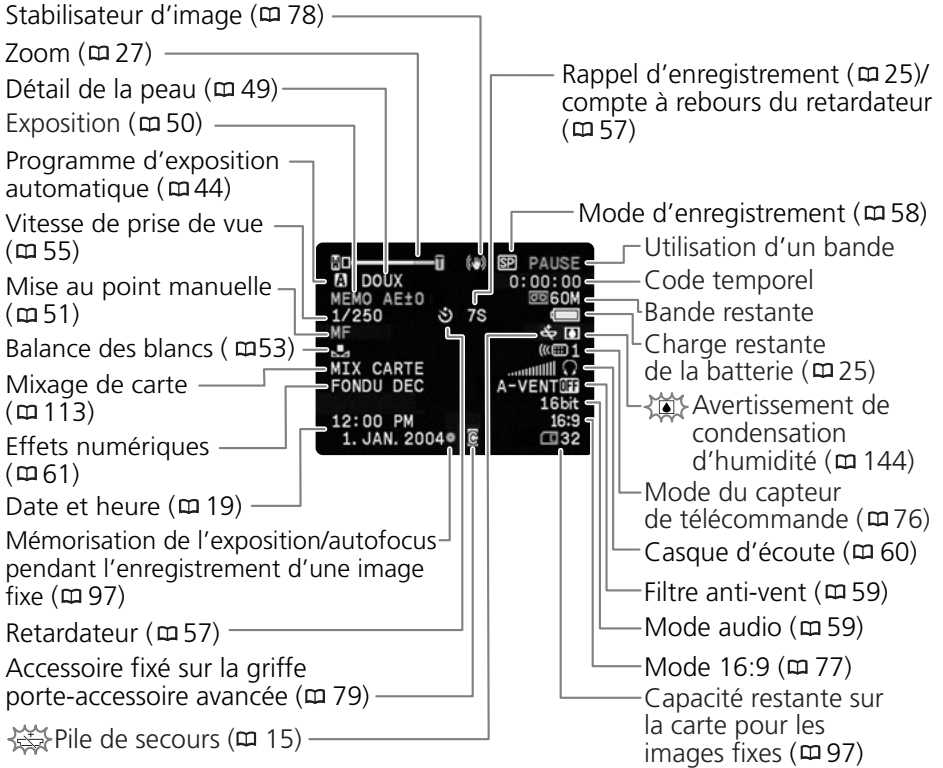 Stabilisateur d'image (78)
Zoom (27)
Détail de la peau (49)
Exposition (50)
Programme d'exposition
automatique (44)
Vitesse de prise de vue
(55)
Mise au point manuelle
(51)
Balance des blancs ( 53)
Mixage de carte
(113)
Effets numériques
(61)
Date et heure (19)
Mémorisation de l'exposition/autofocus
pendant l'enregistrement d'une image
fixe (97)
Retardateur (57)
Accessoire fixé sur la griffe
porte-accessoire avancée (79)
Pile de secours (15)
W T SP PAUSE
A DOUX 0:00:00
MEMO AE±0 60M
1/250 7S
MF
1
MIX CARTE
FONDU DEC A-VENT OFF
16bit
12:00 PM 16:9
1. JAN. 2004 C 32
Rappel d'enregistrement (25)/
compte à rebours du retardateur
(57)
Mode d'enregistrement (58)
Utilisation d'un bande
Code temporel
Bande restante
Charge restante
de la batterie (25)
Avertissement de
condensation
d'humidité (144)
Mode du capteur
de télécommande (76)
Casque d'écoute (60)
Filtre anti-vent (59)
Mode audio (59)
Mode 16:9 (77)
Capacité restante sur
la carte pour les
images fixes (97)